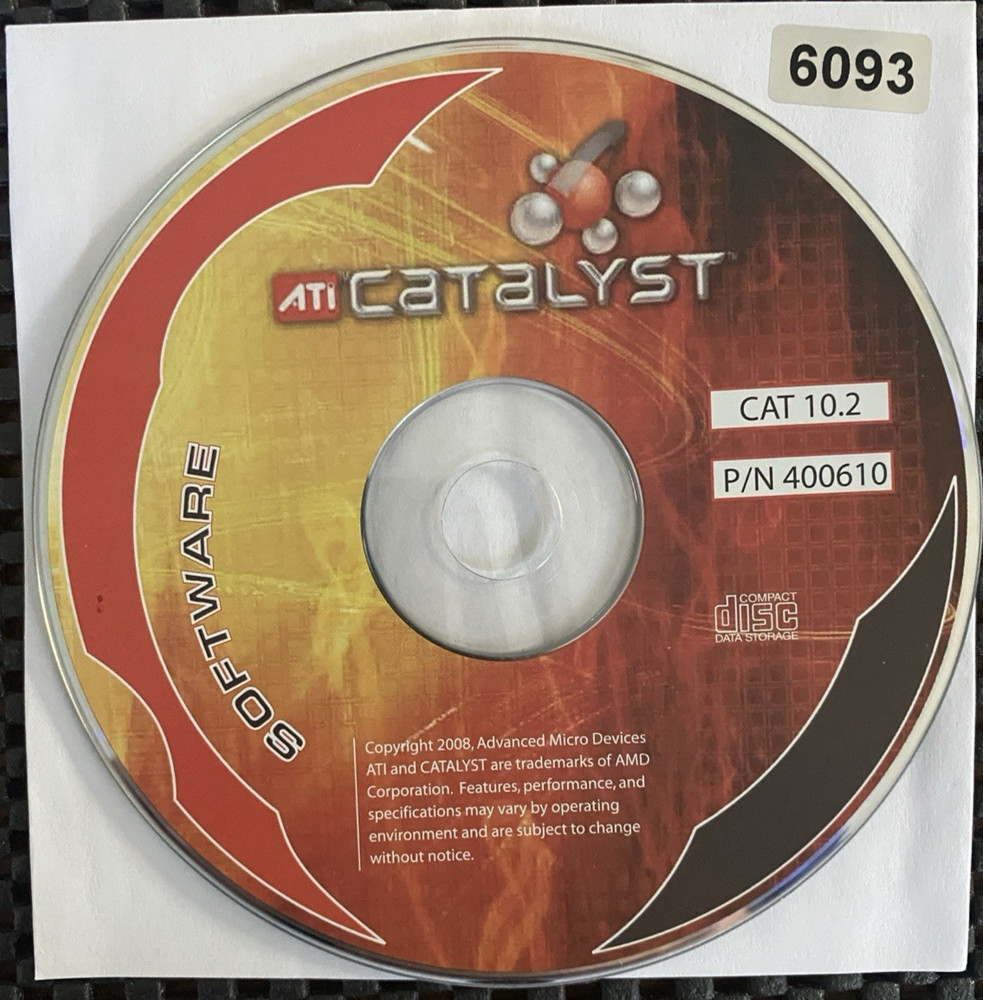 6093
ATI™ CATALYST™
CAT 10.2
P/N 400610
SOFTWARE
COMPACT
disc
DATA STORAGE
Copyright 2008, Advanced Micro Devices
ATI and CATALYST are trademarks of AMD
Corporation. Features, performance, and
specifications may vary by operating
environment and are subject to change
without notice.